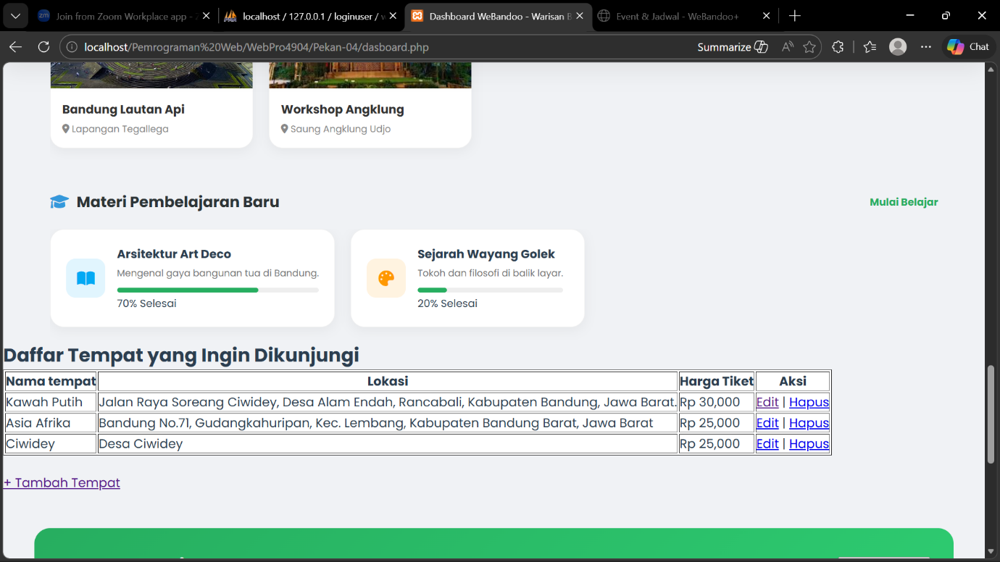 Join from Zoom Workplace app -
localhost / 127.0.0.1 / loginuser /
Dashboard WeBandoo - Warisan B
Event & Jadwal - WeBandoo+
localhost/Pemrograman%20Web/WebPro4904/Pekan-04/dasboard.php
Summarize
Chat
Bandung Lautan Api
Lapangan Tegallega
Workshop Angklung
Saung Angklung Udjo
Materi Pembelajaran Baru
Mulai Belajar
Arsitektur Art Deco
Mengenal gaya bangunan tua di Bandung.
70% Selesai
Sejarah Wayang Golek
Tokoh dan filosofi di balik layar.
20% Selesai
Daffar Tempat yang Ingin Dikunjungi
Nama tempat Lokasi Harga Tiket Aksi
Kawah Putih Jalan Raya Soreang Ciwidey, Desa Alam Endah, Rancabali, Kabupaten Bandung, Jawa Barat. Rp 30,000 Edit | Hapus
Asia Afrika Bandung No.71, Gudangkahuripan, Kec. Lembang, Kabupaten Bandung Barat, Jawa Barat Rp 25,000 Edit | Hapus
Ciwidey Desa Ciwidey Rp 25,000 Edit | Hapus
+ Tambah Tempat